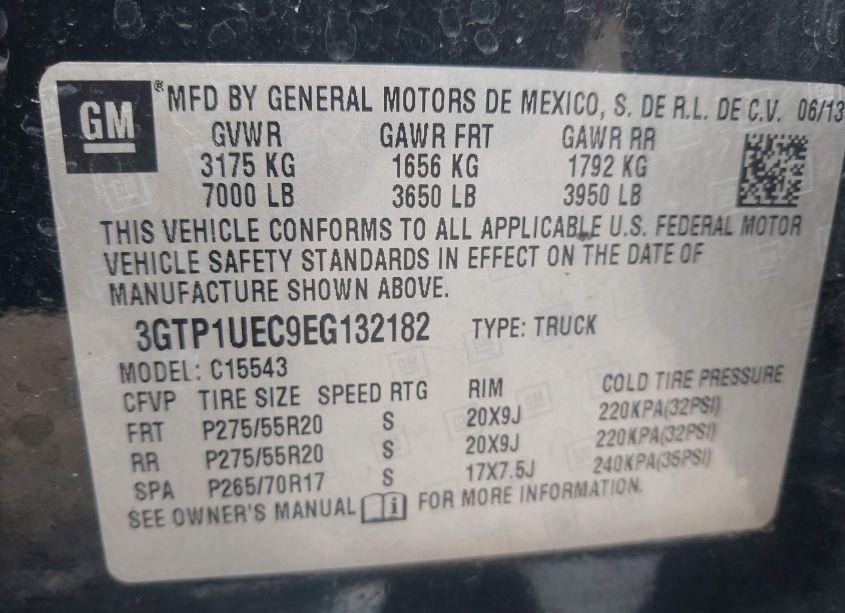 GM ® MFD BY GENERAL MOTORS DE MEXICO, S. DE R.L. DE C.V. 06/13
GVWR GAWR FRT GAWR RR
3175 KG 1656 KG 1792 KG
7000 LB 3650 LB 3950 LB
THIS VEHICLE CONFORMS TO ALL APPLICABLE U.S. FEDERAL MOTOR
VEHICLE SAFETY STANDARDS IN EFFECT ON THE DATE OF
MANUFACTURE SHOWN ABOVE.
3GTP1UEC9EG132182 TYPE: TRUCK
MODEL: C15543
CFVP TIRE SIZE SPEED RTG RIM COLD TIRE PRESSURE
FRT P275/55R20 S 20X9J 220KPA(32PSI)
RR P275/55R20 S 20X9J 220KPA(32PSI)
SPA P265/70R17 S 17X7.5J 240KPA(35PSI)
SEE OWNER'S MANUAL i FOR MORE INFORMATION.